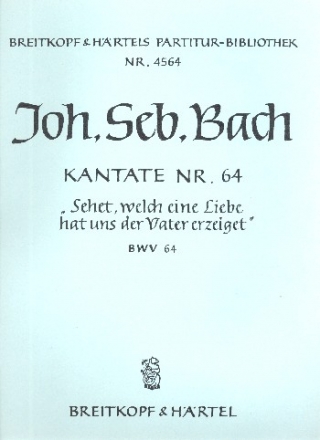 BREITKOPF & HÄRTELS PARTITUR-BIBLIOTHEK
NR. 4564
Joh. Seb. Bach
KANTATE NR. 64
„Sehet, welch eine Liebe
hat uns der Vater erzeiget"
BWV 64
BREITKOPF & HÄRTEL